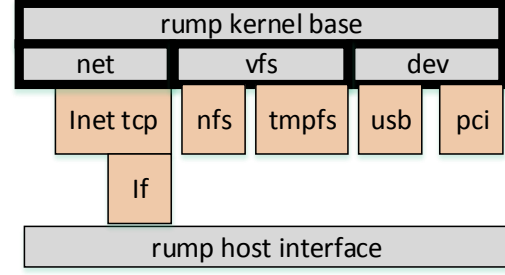 rump kernel base
net vfs dev
Inet tcp nfs tmpfs usb pci
If
rump host interface